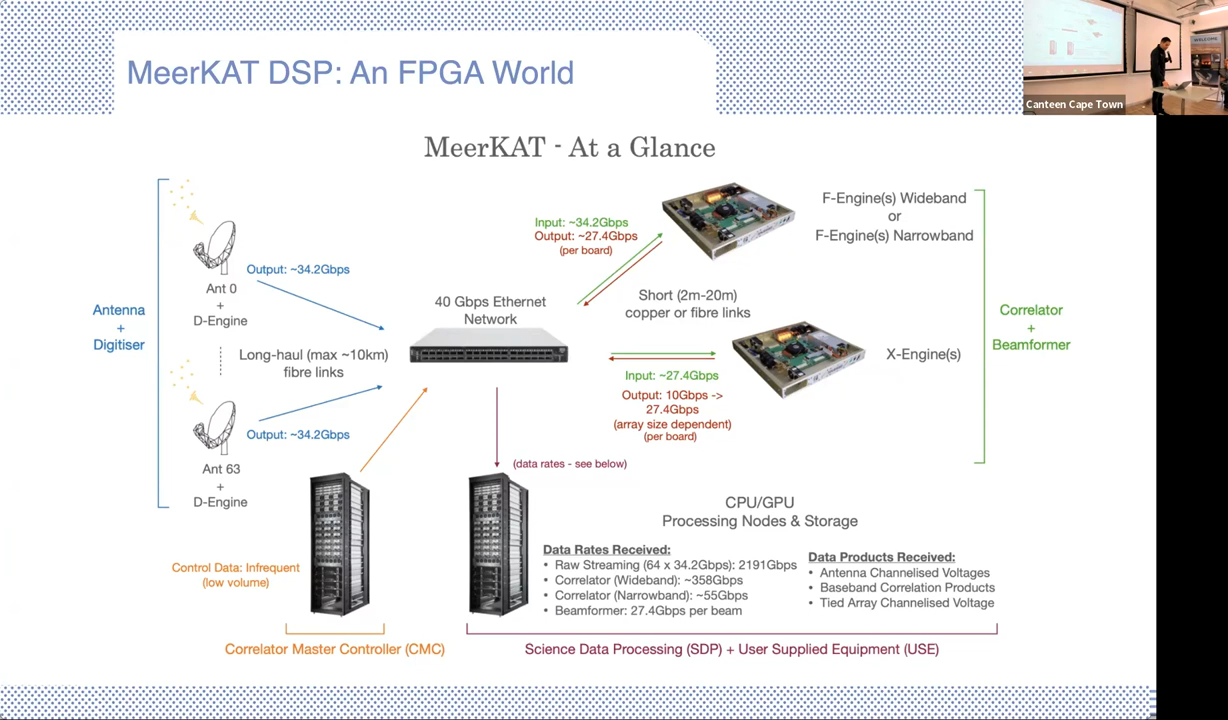 MeerKAT DSP: An FPGA World
Canteen Cape Town
MeerKAT - At a Glance
Antenna
+
Digitiser
Ant 0
+
D-Engine
Output: ~34.2Gbps
Long-haul (max ~10km)
fibre links
Ant 63
+
D-Engine
Output: ~34.2Gbps
40 Gbps Ethernet
Network
Input: ~34.2Gbps
Output: ~27.4Gbps
(per board)
F-Engine(s) Wideband
or
F-Engine(s) Narrowband
Short (2m-20m)
copper or fibre links
X-Engine(s)
Input: ~27.4Gbps
Output: 10Gbps ->
27.4Gbps
(array size dependent)
(per board)
Correlator
+
Beamformer
(data rates - see below)
Control Data: Infrequent
(low volume)
Correlator Master Controller (CMC)
CPU/GPU
Processing Nodes & Storage
Data Rates Received:
• Raw Streaming (64 x 34.2Gbps): 2191Gbps
• Correlator (Wideband): ~358Gbps
• Correlator (Narrowband): ~55Gbps
• Beamformer: 27.4Gbps per beam
Data Products Received:
• Antenna Channelised Voltages
• Baseband Correlation Products
• Tied Array Channelised Voltage
Science Data Processing (SDP) + User Supplied Equipment (USE)